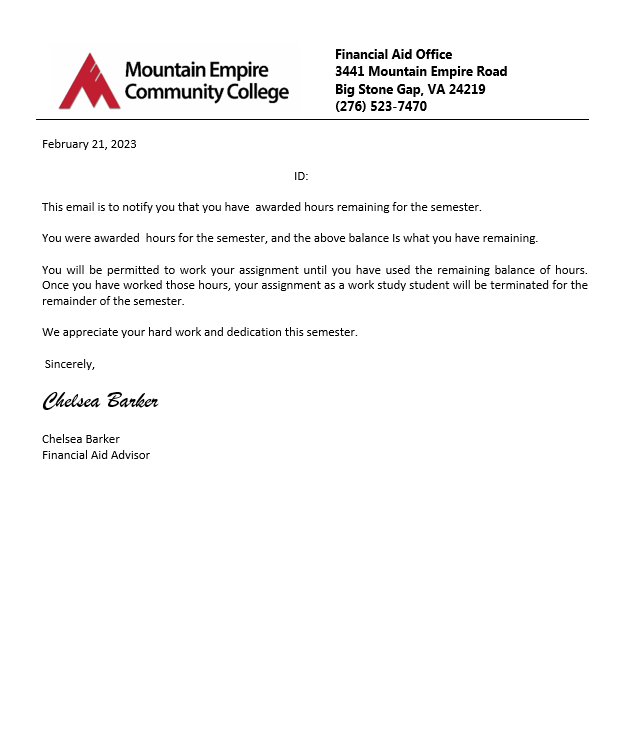 Mountain Empire
Community College
Financial Aid Office
3441 Mountain Empire Road
Big Stone Gap, VA 24219
(276) 523-7470
February 21, 2023
ID:
This email is to notify you that you have  awarded hours remaining for the semester.
You were awarded  hours for the semester, and the above balance Is what you have remaining.
You will be permitted to work your assignment until you have used the remaining balance of hours.
Once you have worked those hours, your assignment as a work study student will be terminated for the
remainder of the semester.
We appreciate your hard work and dedication this semester.
Sincerely,
Chelsea Barker
Chelsea Barker
Financial Aid Advisor